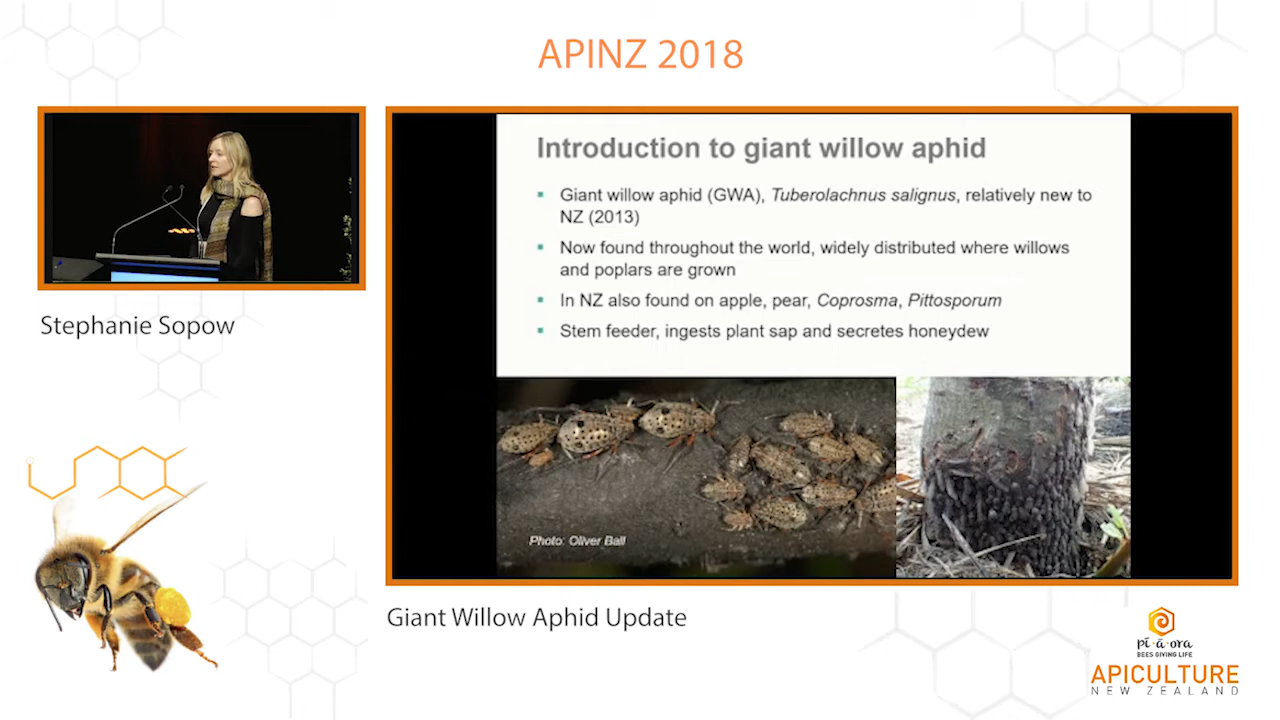 APINZ 2018
Stephanie Sopow
Introduction to giant willow aphid
▪ Giant willow aphid (GWA), Tuberolachnus salignus, relatively new to
NZ (2013)
▪ Now found throughout the world, widely distributed where willows
and poplars are grown
▪ In NZ also found on apple, pear, Coprosma, Pittosporum
▪ Stem feeder, ingests plant sap and secretes honeydew
Photo: Oliver Ball
Giant Willow Aphid Update
pī-ā-ora
BEES GIVING LIFE
APICULTURE
NEW ZEALAND